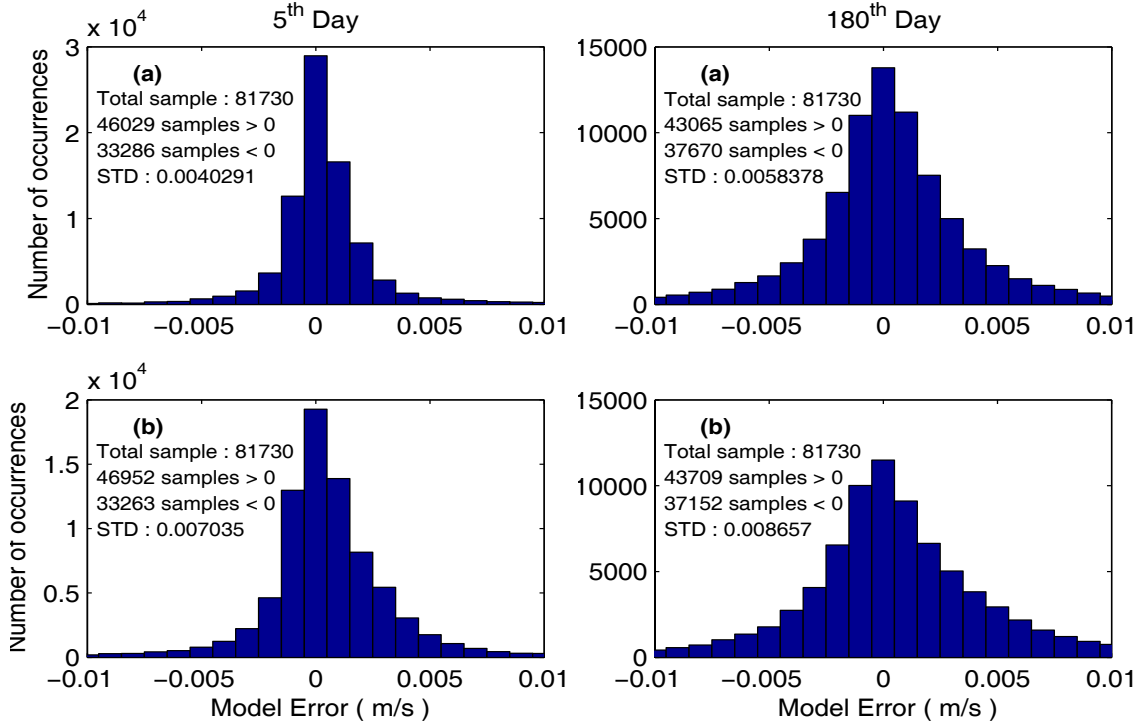 5th Day
x 10^4
3
2
1
0
Number of occurrences
(a)
Total sample : 81730
46029 samples > 0
33286 samples < 0
STD : 0.0040291
−0.01 −0.005 0 0.005 0.01
180th Day
15000
10000
5000
0
(a)
Total sample : 81730
43065 samples > 0
37670 samples < 0
STD : 0.0058378
−0.01 −0.005 0 0.005 0.01
x 10^4
2
1.5
1
0.5
0
Number of occurrences
(b)
Total sample : 81730
46952 samples > 0
33263 samples < 0
STD : 0.007035
−0.01 −0.005 0 0.005 0.01
Model Error ( m/s )
15000
10000
5000
0
(b)
Total sample : 81730
43709 samples > 0
37152 samples < 0
STD : 0.008657
−0.01 −0.005 0 0.005 0.01
Model Error ( m/s )